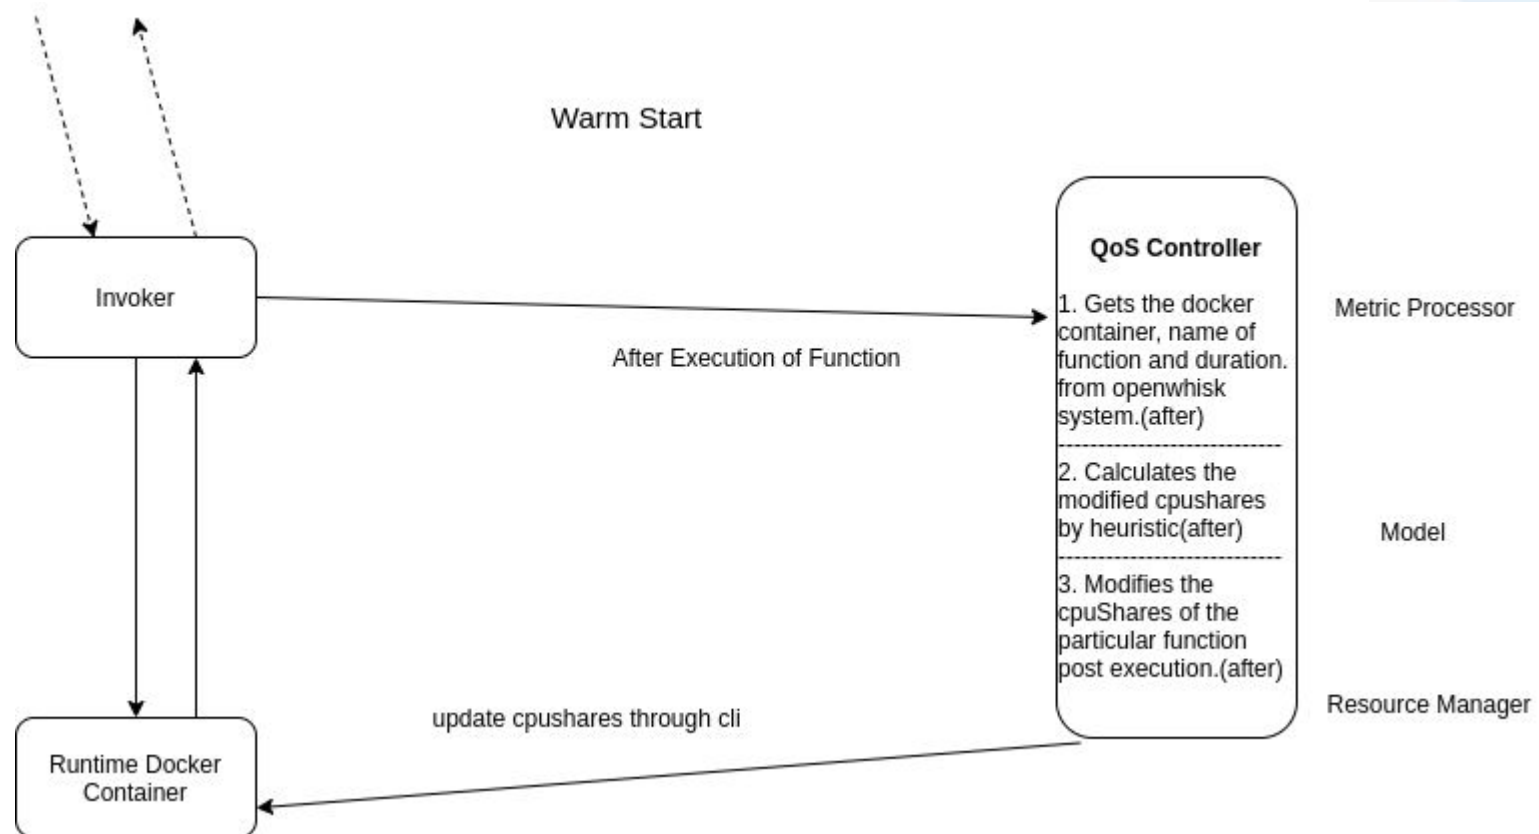 Warm Start
Invoker
After Execution of Function
QoS Controller
1. Gets the docker
container, name of
function and duration.
from openwhisk
system.(after)
Metric Processor
2. Calculates the
modified cpushares
by heuristic(after)
Model
3. Modifies the
cpuShares of the
particular function
post execution.(after)
Resource Manager
update cpushares through cli
Runtime Docker
Container